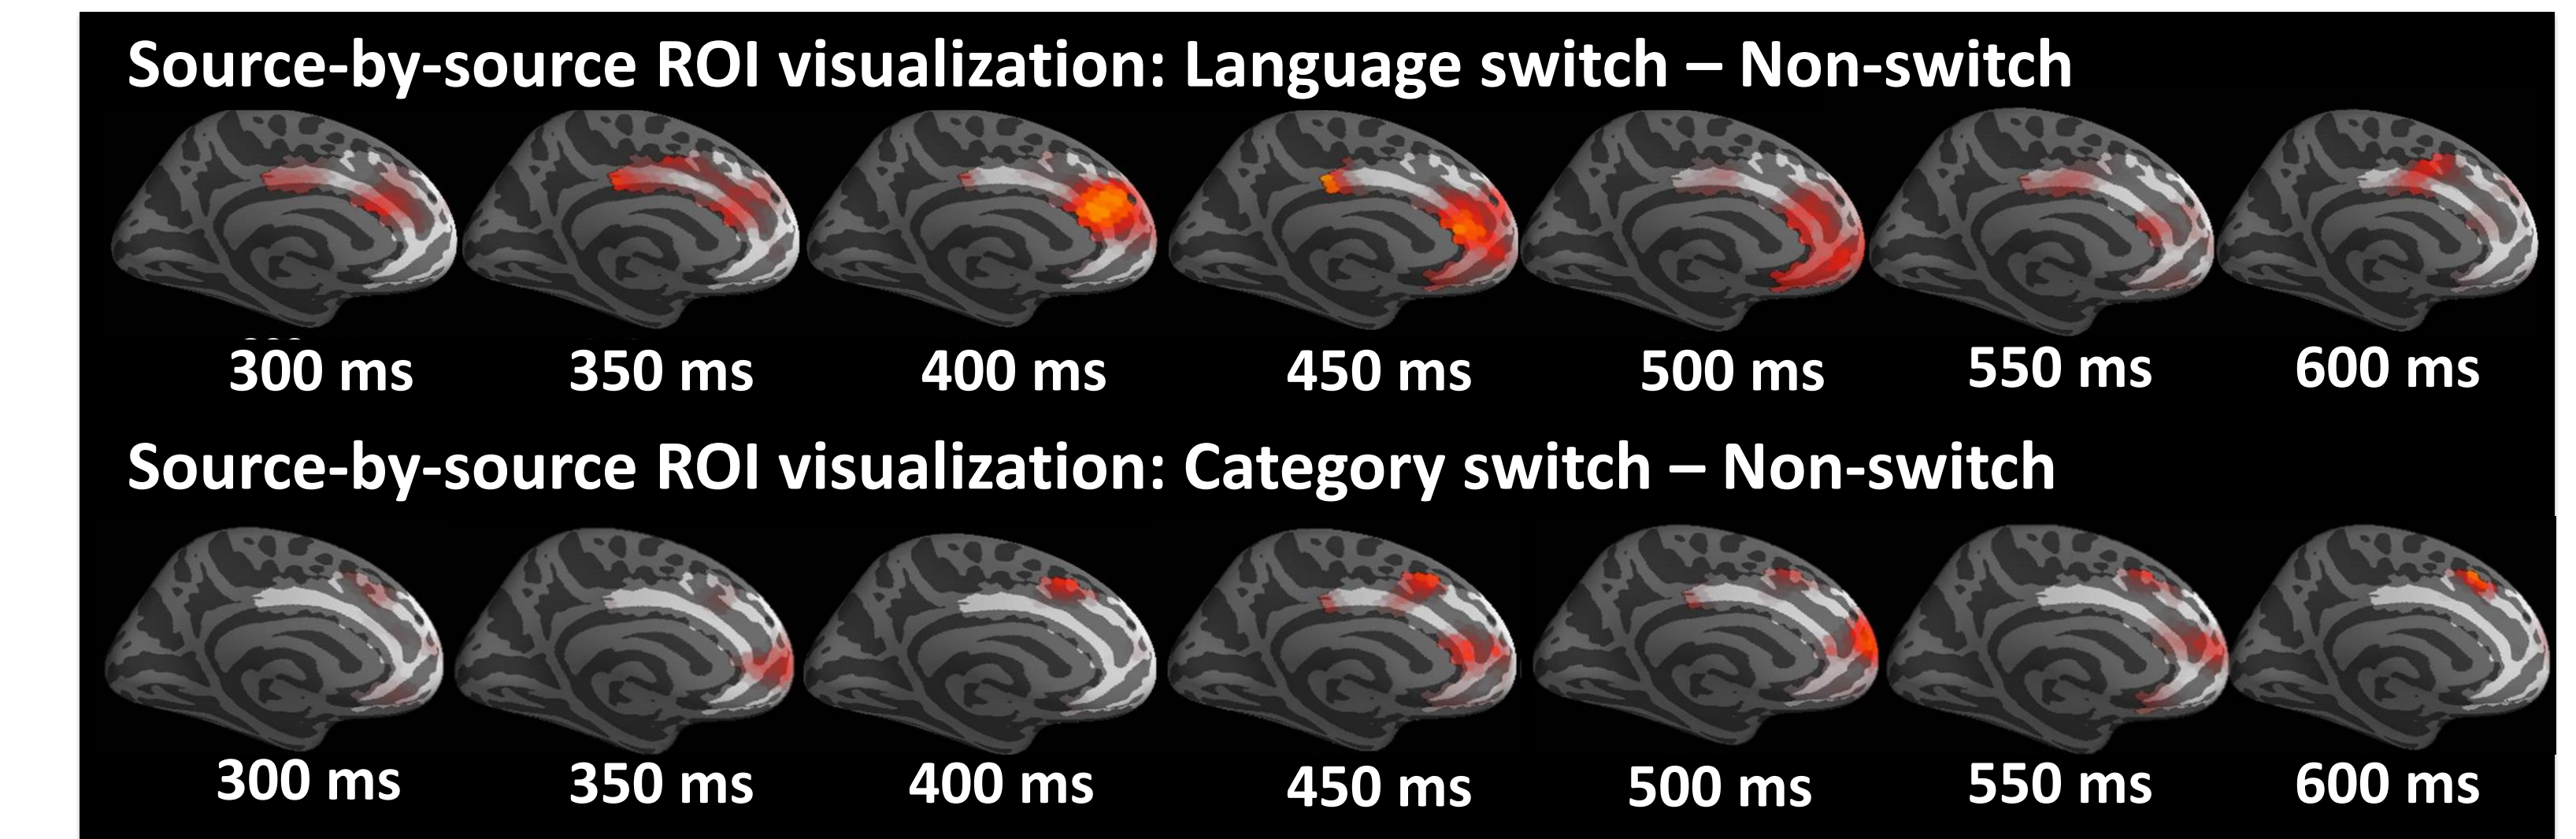 Source-by-source ROI visualization: Language switch – Non-switch
300 ms 350 ms 400 ms 450 ms 500 ms 550 ms 600 ms
Source-by-source ROI visualization: Category switch – Non-switch
300 ms 350 ms 400 ms 450 ms 500 ms 550 ms 600 ms